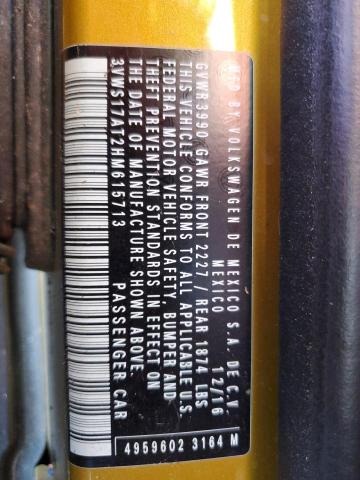 MFD BY VOLKSWAGEN DE MEXICO S.A. DE C.V.
MEXICO 12/16
GVWR 3990 GAWR FRONT 2227 / REAR 1874 LBS
THIS VEHICLE CONFORMS TO ALL APPLICABLE U.S.
FEDERAL MOTOR VEHICLE SAFETY, BUMPER AND
THEFT PREVENTION STANDARDS IN EFFECT ON
THE DATE OF MANUFACTURE SHOWN ABOVE.
3VWS17AT2HM615713 PASSENGER CAR
4959602 3164 M